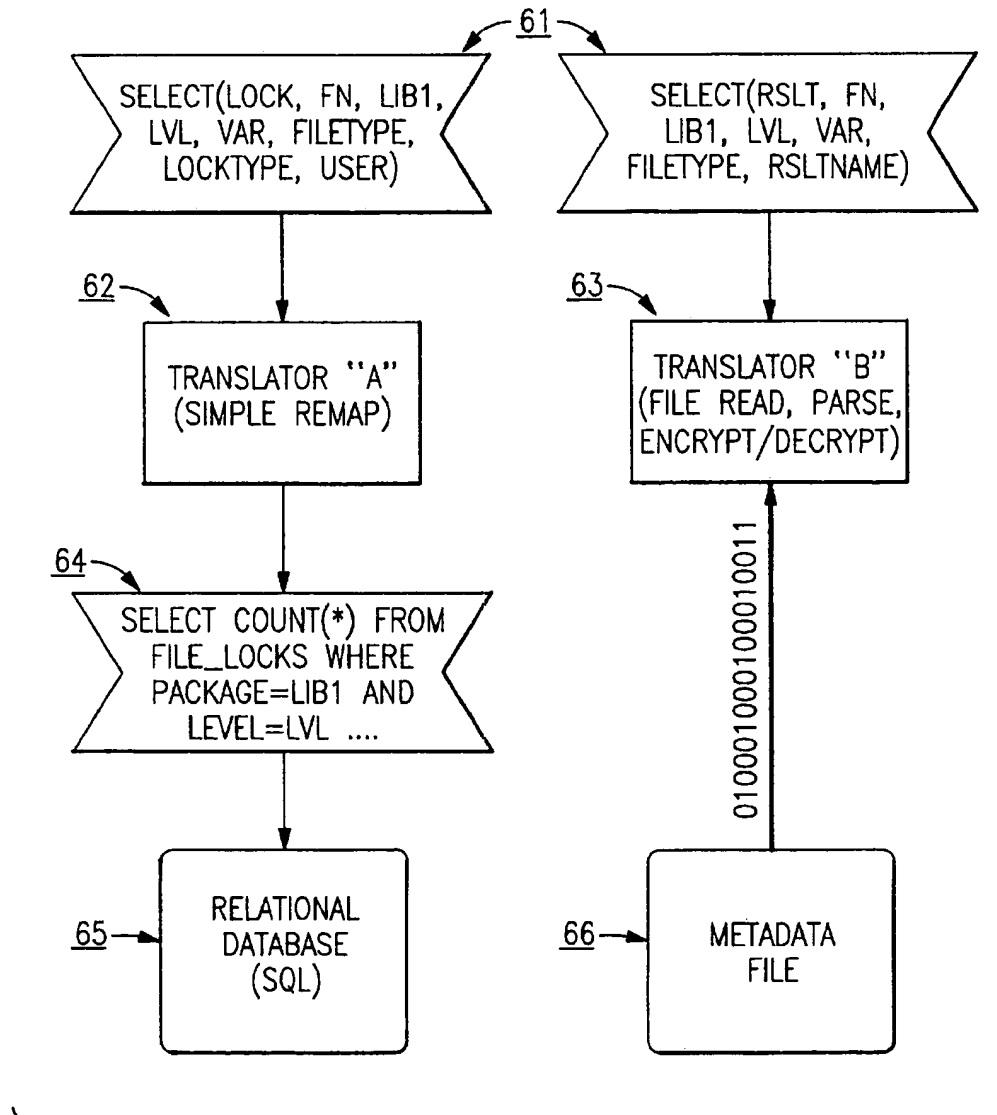 61
SELECT(LOCK, FN, LIB1,
LVL, VAR, FILETYPE,
LOCKTYPE, USER)
SELECT(RSLT, FN,
LIB1, LVL, VAR,
FILETYPE, RSLTNAME)
62
TRANSLATOR "A"
(SIMPLE REMAP)
63
TRANSLATOR "B"
(FILE READ, PARSE,
ENCRYPT/DECRYPT)
64
SELECT COUNT(*) FROM
FILE_LOCKS WHERE
PACKAGE=LIB1 AND
LEVEL=LVL ....
010001000100010011
65
RELATIONAL
DATABASE
(SQL)
66
METADATA
FILE